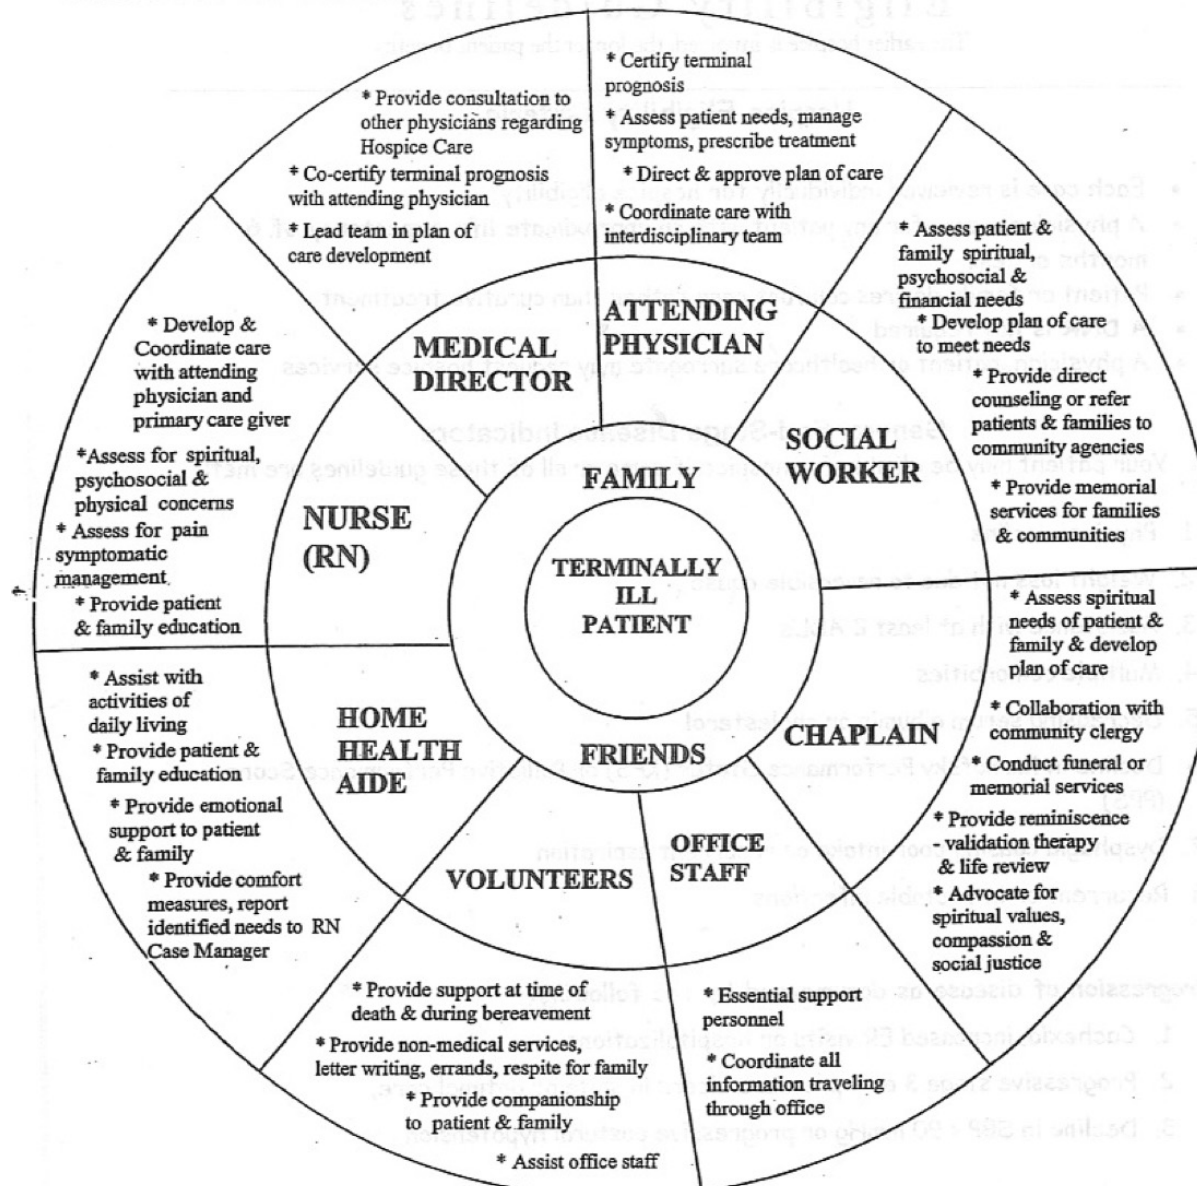 * Provide consultation to
other physicians regarding
Hospice Care
* Co-certify terminal prognosis
with attending physician
* Lead team in plan of
care development
MEDICAL
DIRECTOR
* Certify terminal
prognosis
* Assess patient needs, manage
symptoms, prescribe treatment
* Direct & approve plan of care
* Coordinate care with
interdisciplinary team
ATTENDING
PHYSICIAN
* Assess patient &
family spiritual,
psychosocial &
financial needs
* Develop plan of care
to meet needs
* Provide direct
counseling or refer
patients & families to
community agencies
* Provide memorial
services for families
& communities
SOCIAL
WORKER
* Develop &
Coordinate care
with attending
physician and
primary care giver
*Assess for spiritual,
psychosocial &
physical concerns
* Assess for pain
symptomatic
management
* Provide patient
& family education
NURSE
(RN)
FAMILY
TERMINALLY
ILL
PATIENT
FRIENDS
* Assess spiritual
needs of patient &
family & develop
plan of care
* Collaboration with
community clergy
* Conduct funeral or
memorial services
* Provide reminiscence
- validation therapy
& life review
* Advocate for
spiritual values,
compassion &
social justice
CHAPLAIN
* Assist with
activities of
daily living
* Provide patient &
family education
* Provide emotional
support to patient
& family
* Provide comfort
measures, report
identified needs to RN
Case Manager
HOME
HEALTH
AIDE
VOLUNTEERS
* Provide support at time of
death & during bereavement
* Provide non-medical services,
letter writing, errands, respite for family
* Provide companionship
to patient & family
* Assist office staff
OFFICE
STAFF
* Essential support
personnel
* Coordinate all
information traveling
through office